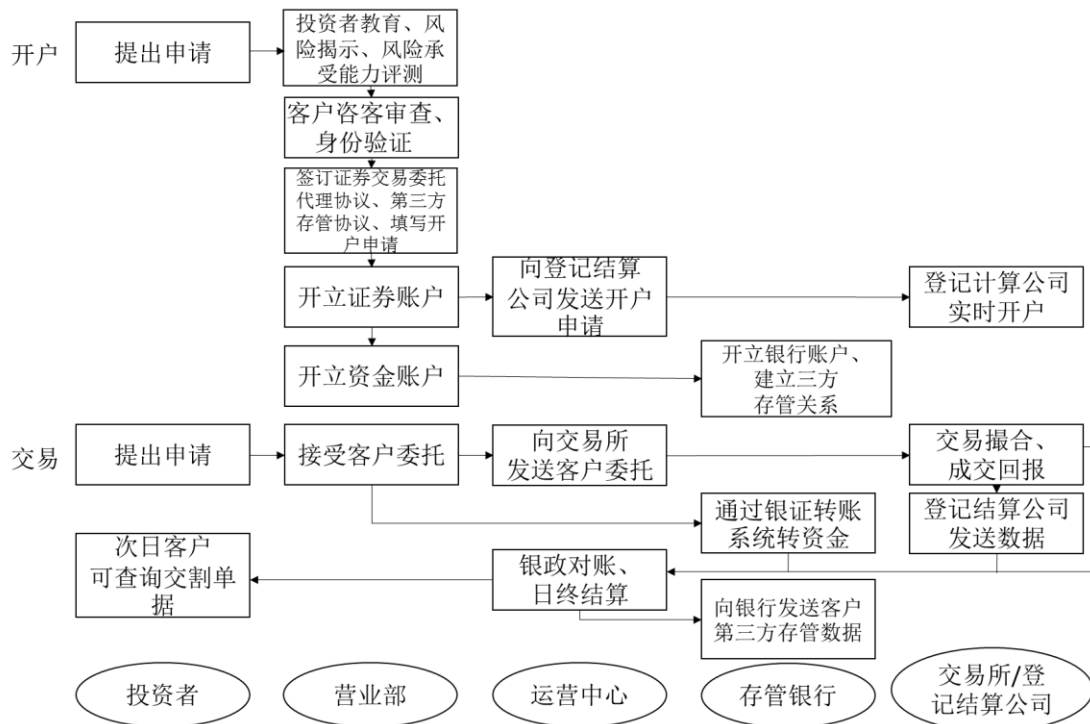 开户
提出申请
投资者教育、风
险揭示、风险承
受能力评测
客户咨客审查、
身份验证
签订证券交易委托
代理协议、第三方
存管协议、填写开
户申请
开立证券账户
向登记结算
公司发送开户
申请
登记计算公司
实时开户
开立资金账户
开立银行账户、
建立三方
存管关系
交易
提出申请
接受客户委托
向交易所
发送客户委托
交易撮合、
成交回报
通过银证转账
系统转资金
登记结算公司
发送数据
次日客户
可查询交割单
据
银政对账、
日终结算
向银行发送客户
第三方存管数据
投资者
营业部
运营中心
存管银行
交易所/登
记结算公司